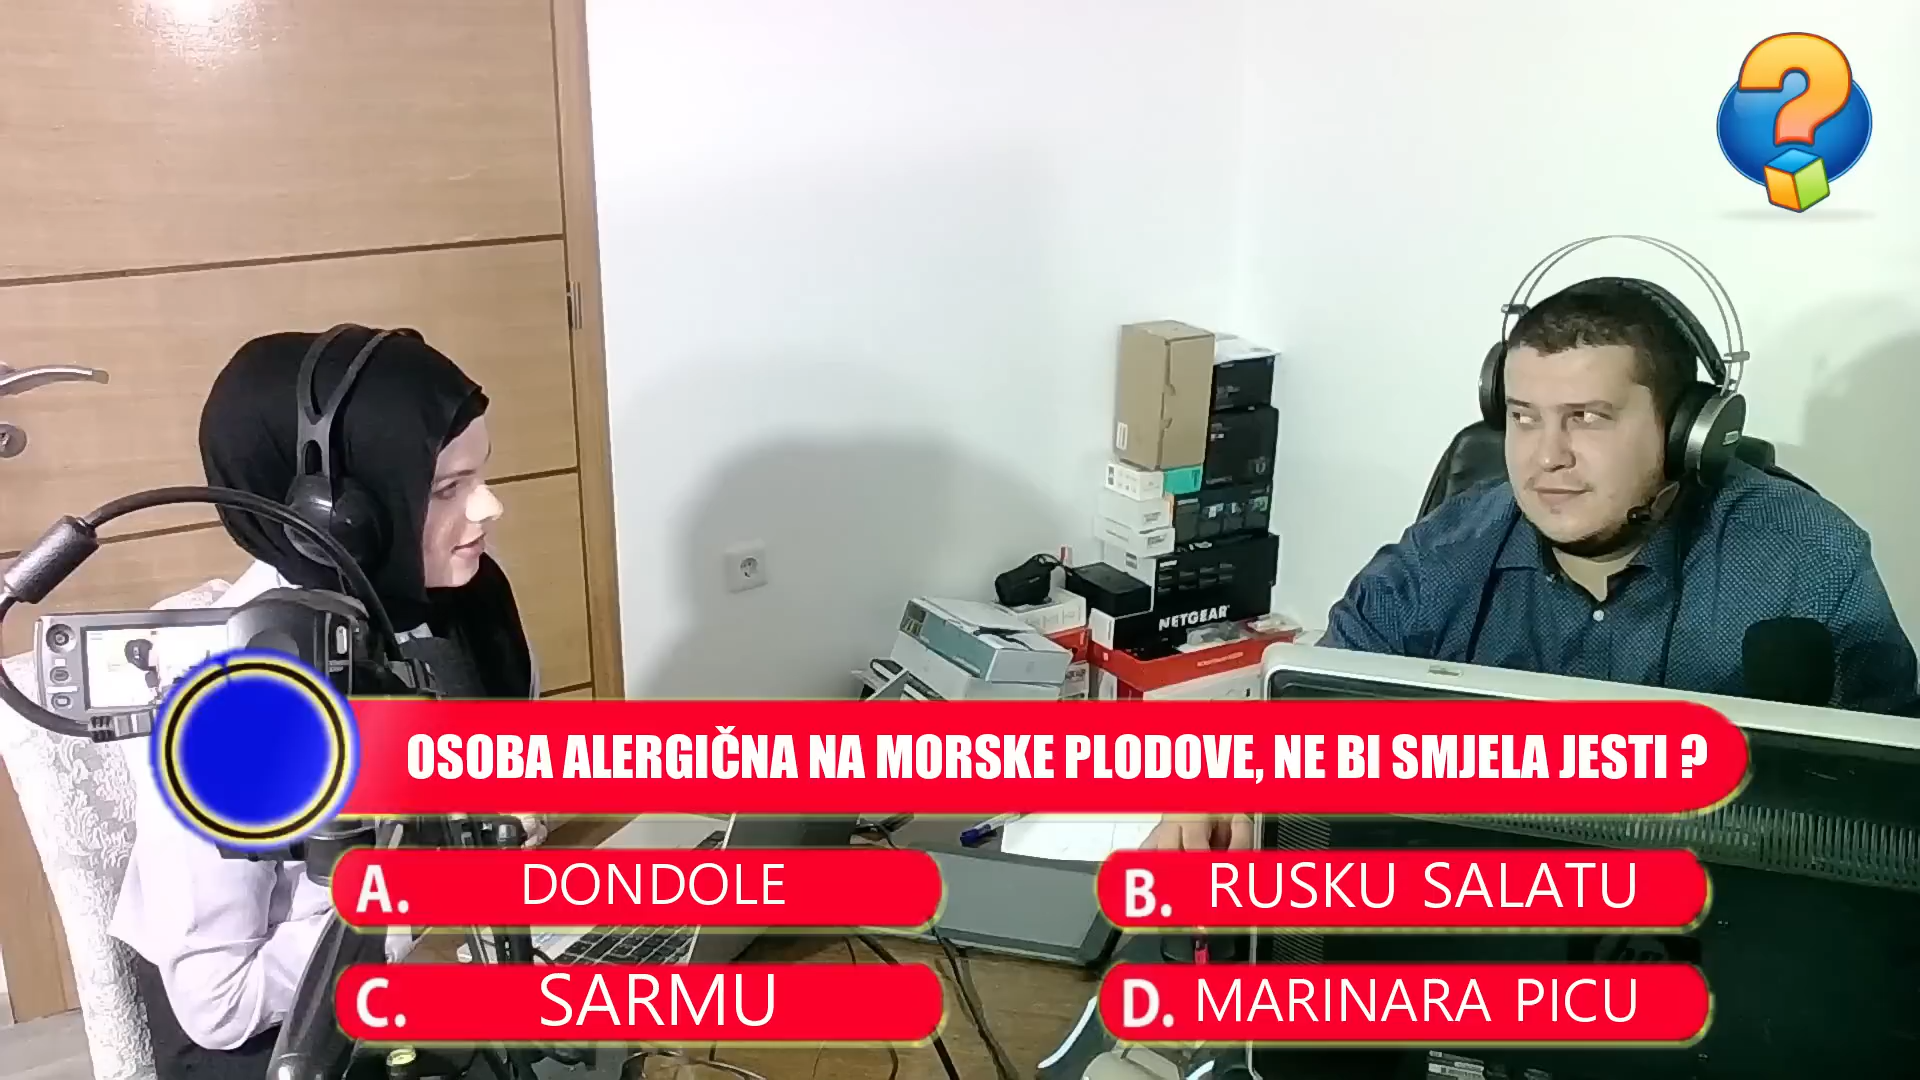 NETGEAR
OSOBA ALERGIČNA NA MORSKE PLODOVE, NE BI SMJELA JESTI ?
A. DONDOLE
B. RUSKU SALATU
C. SARMU
D. MARINARA PICU